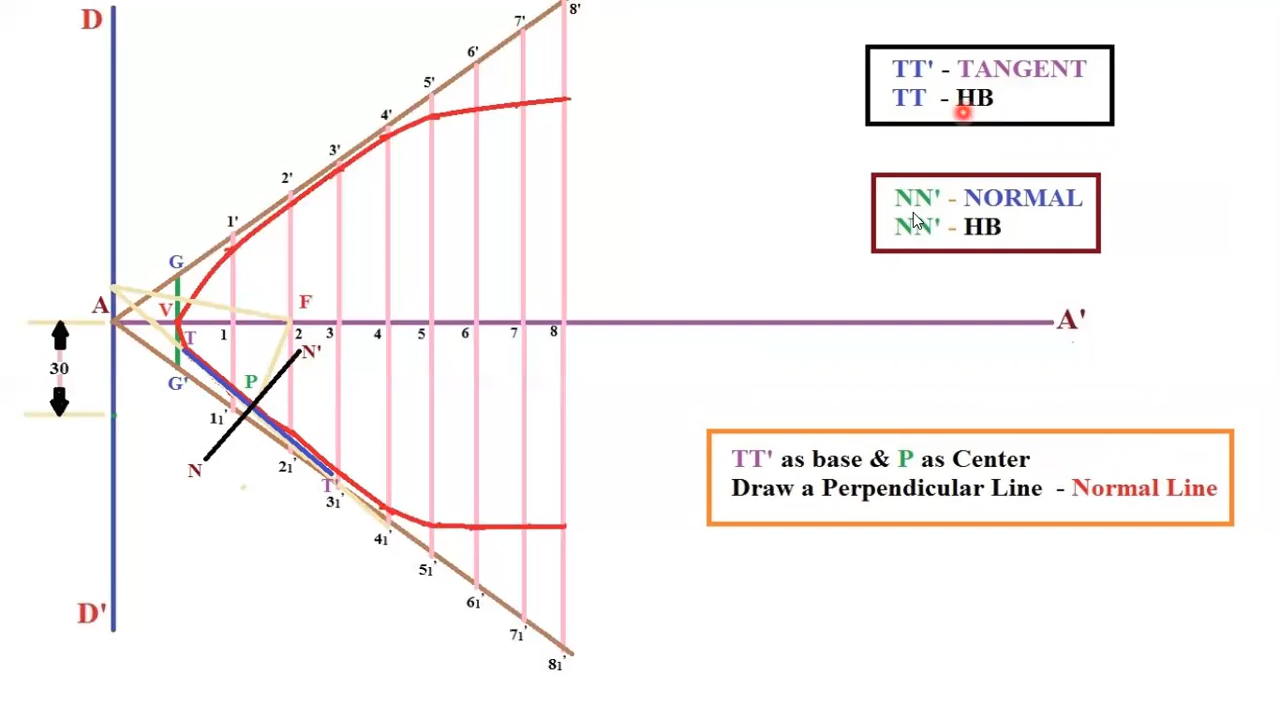 D
8'
7'
6'
5'
4'
3'
2'
1'
G
A
V
F
T
1
2
3
4
5
6
7
8
A'
30
G'
P
N'
N
T'
11'
21'
31'
41'
51'
61'
71'
81'
D'
TT' - TANGENT
TT - HB
NN' - NORMAL
NN' - HB
TT' as base & P as Center
Draw a Perpendicular Line - Normal Line